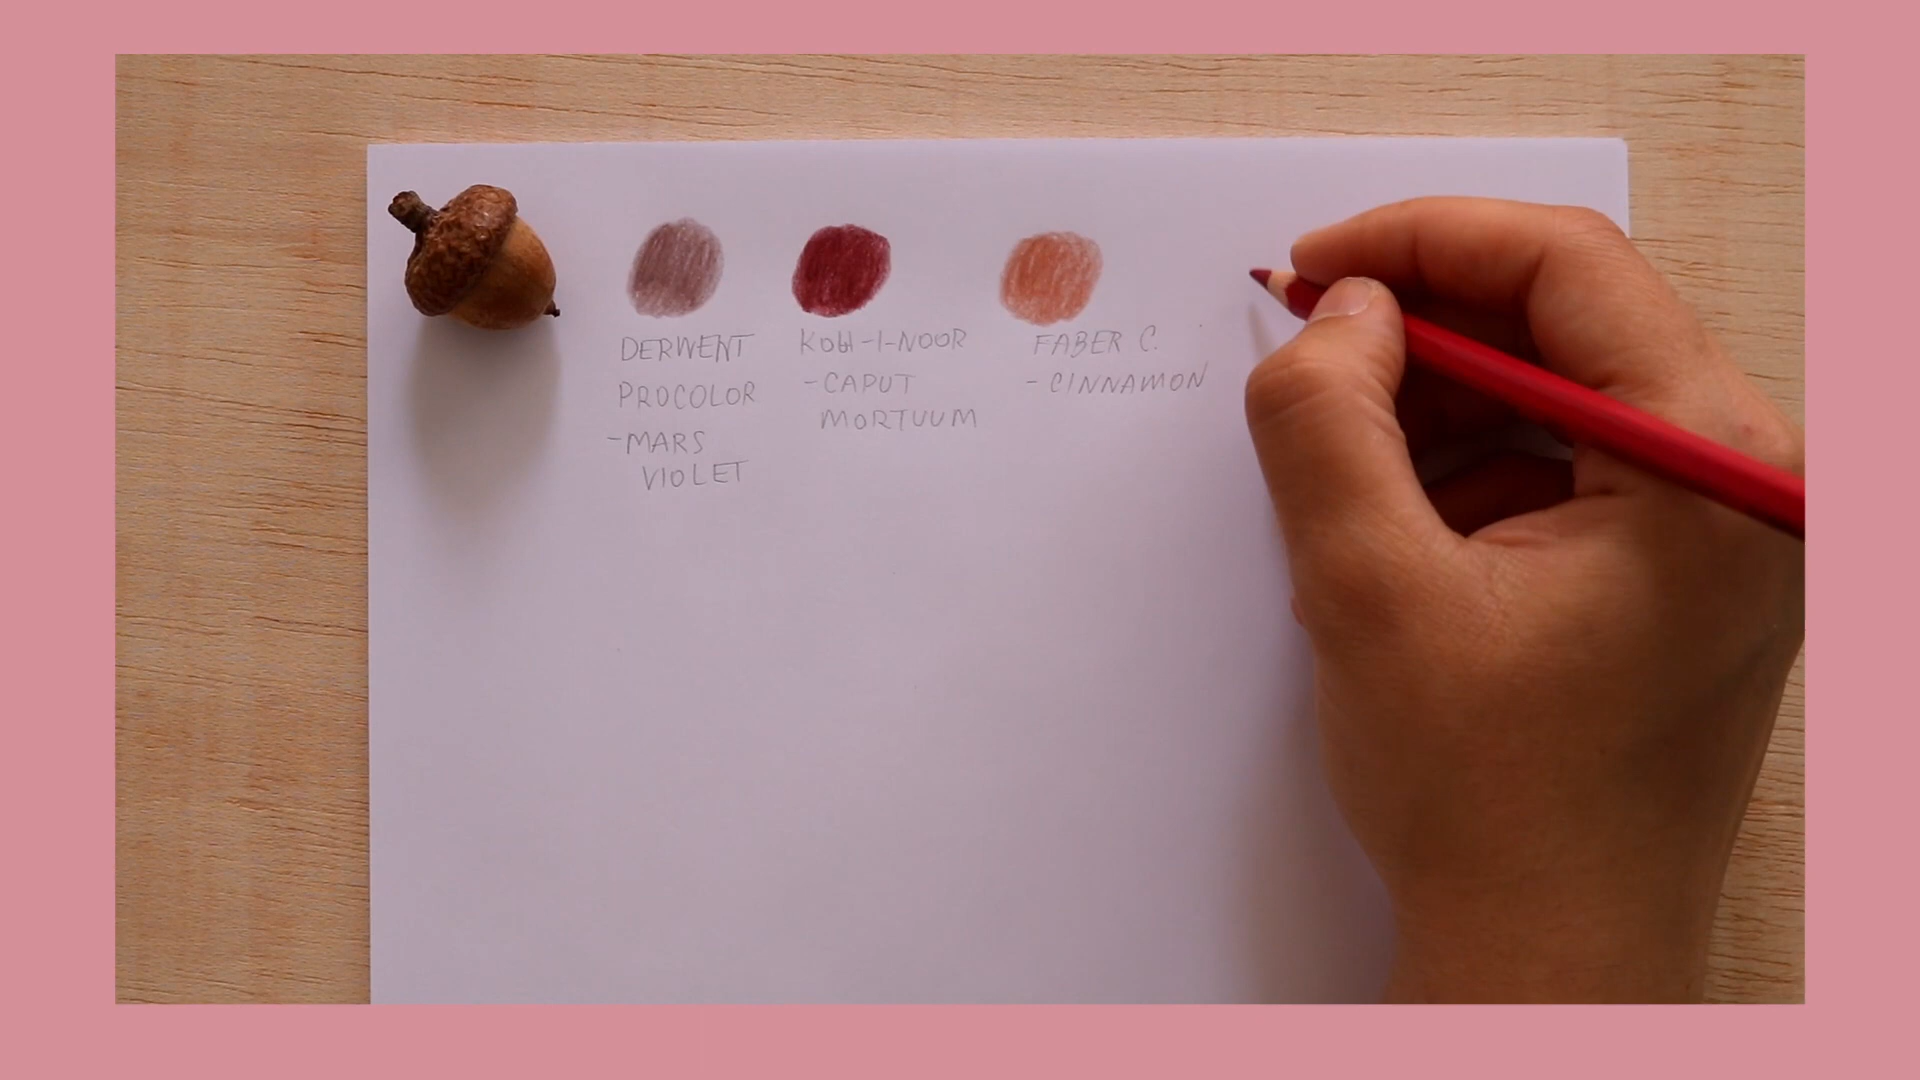 DERWENT
PROCOLOR
-MARS
VIOLET
KOH-I-NOOR
-CAPUT
MORTUUM
FABER C.
- CINNAMON